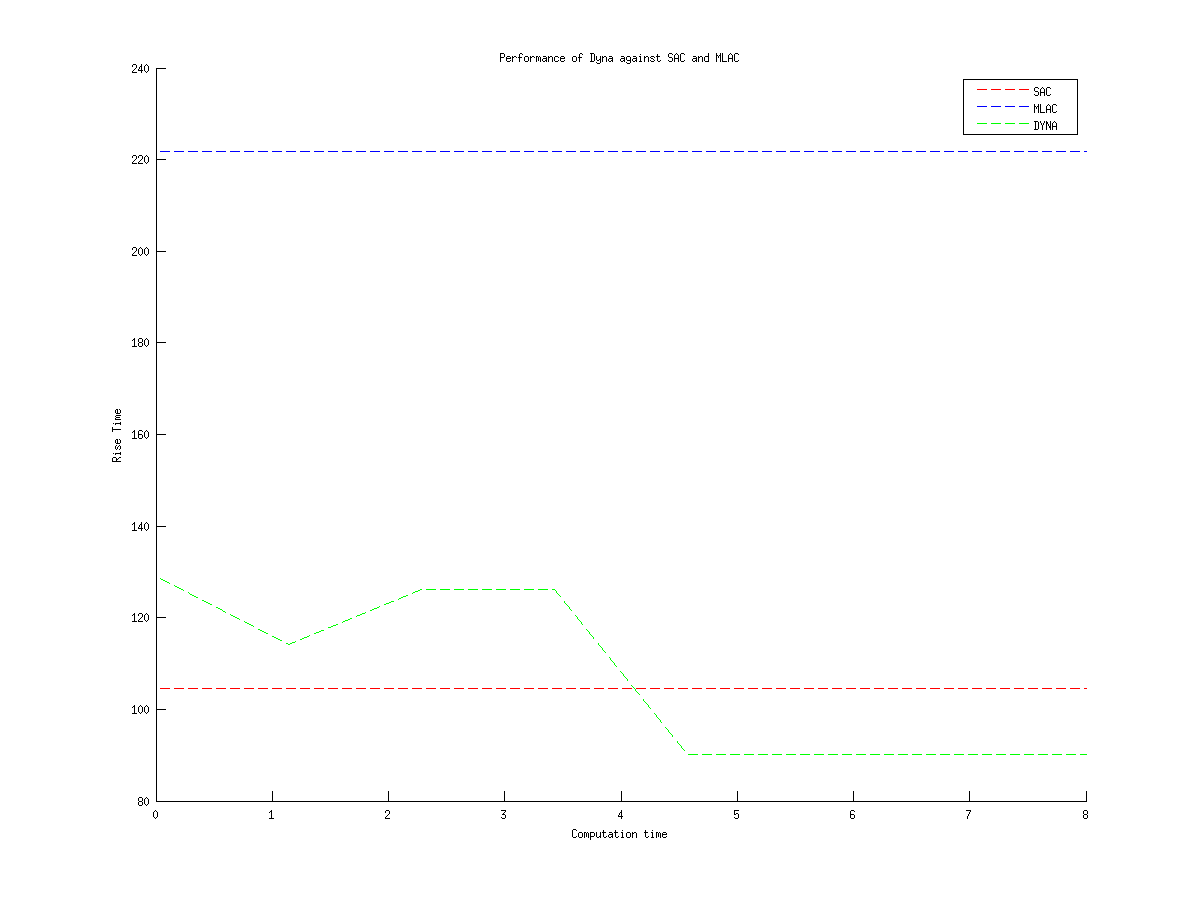 Performance of Dyna against SAC and MLAC
SAC
MLAC
DYNA
240
220
200
180
160
140
120
100
80
Rise Time
0 1 2 3 4 5 6 7 8
Computation time